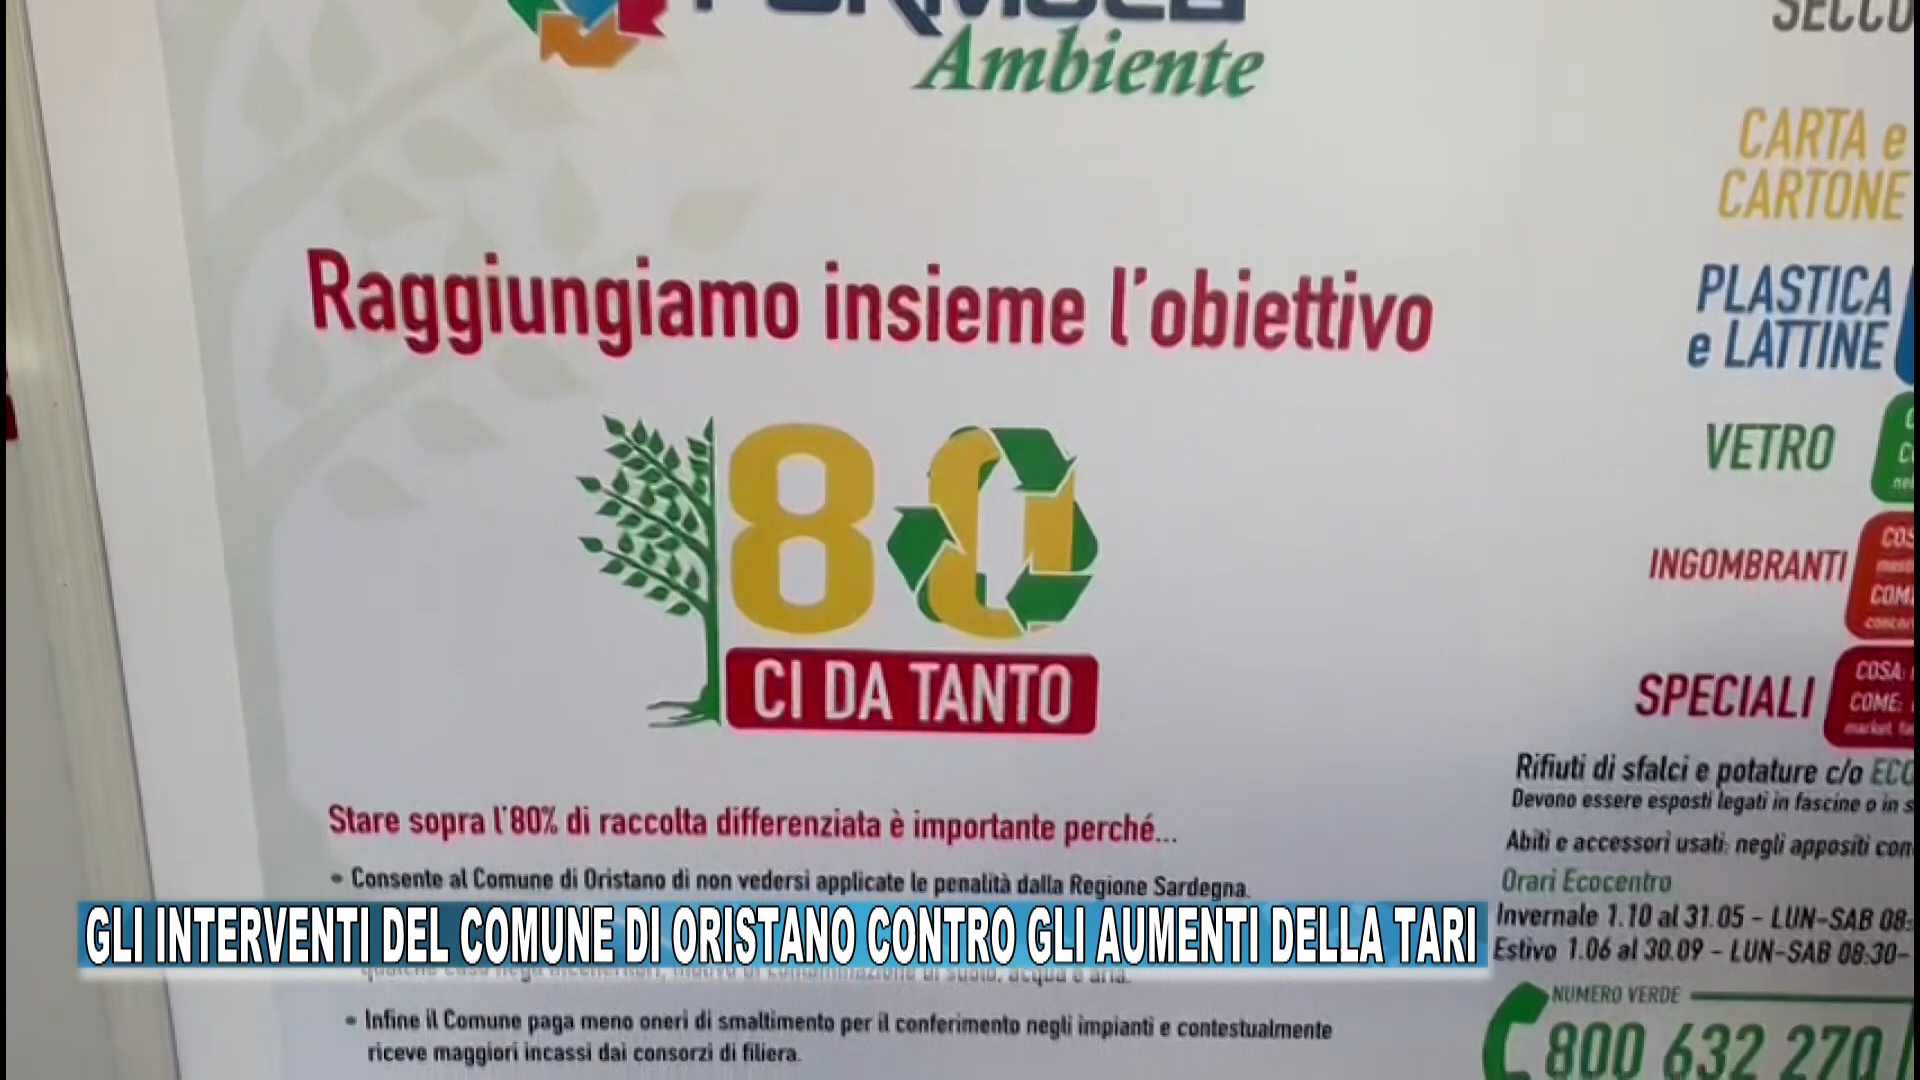 Ambiente
Raggiungiamo insieme l'obiettivo
80
CI DA TANTO
Stare sopra l'80% di raccolta differenziata è importante perché...
• Consente al Comune di Oristano di non vedersi applicate le penalità dalla Regione Sardegna.
GLI INTERVENTI DEL COMUNE DI ORISTANO CONTRO GLI AUMENTI DELLA TARI
• Infine il Comune paga meno oneri di smaltimento per il conferimento negli impianti e contestualmente
riceve maggiori incassi dai consorzi di filiera.
SECCO
CARTA e
CARTONE
PLASTICA
e LATTINE
VETRO
INGOMBRANTI
SPECIALI
COSA:
COME:
Rifiuti di sfalci e potature c/o ECO
Devono essere esposti legati in fascine o in s
Abiti e accessori usati: negli appositi con
Orari Ecocentro
Invernale 1.10 al 31.05 - LUN-SAB 08:
Estivo 1.06 al 30.09 - LUN-SAB 08:30-
NUMERO VERDE
800 632 270